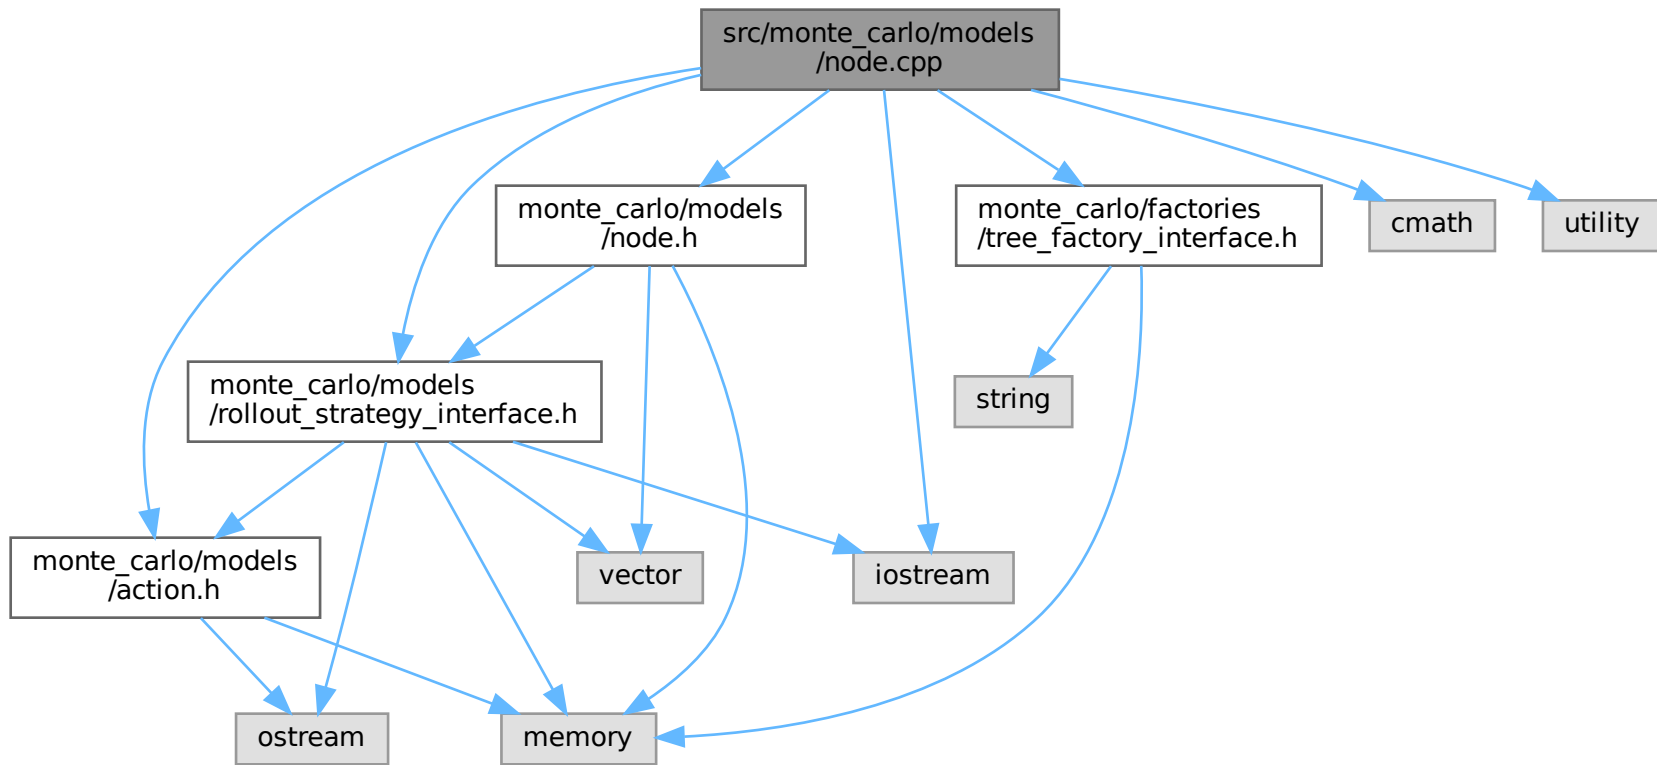 src/monte_carlo/models
/node.cpp
monte_carlo/models
/node.h
monte_carlo/factories
/tree_factory_interface.h
cmath
utility
monte_carlo/models
/rollout_strategy_interface.h
string
monte_carlo/models
/action.h
vector
iostream
ostream
memory